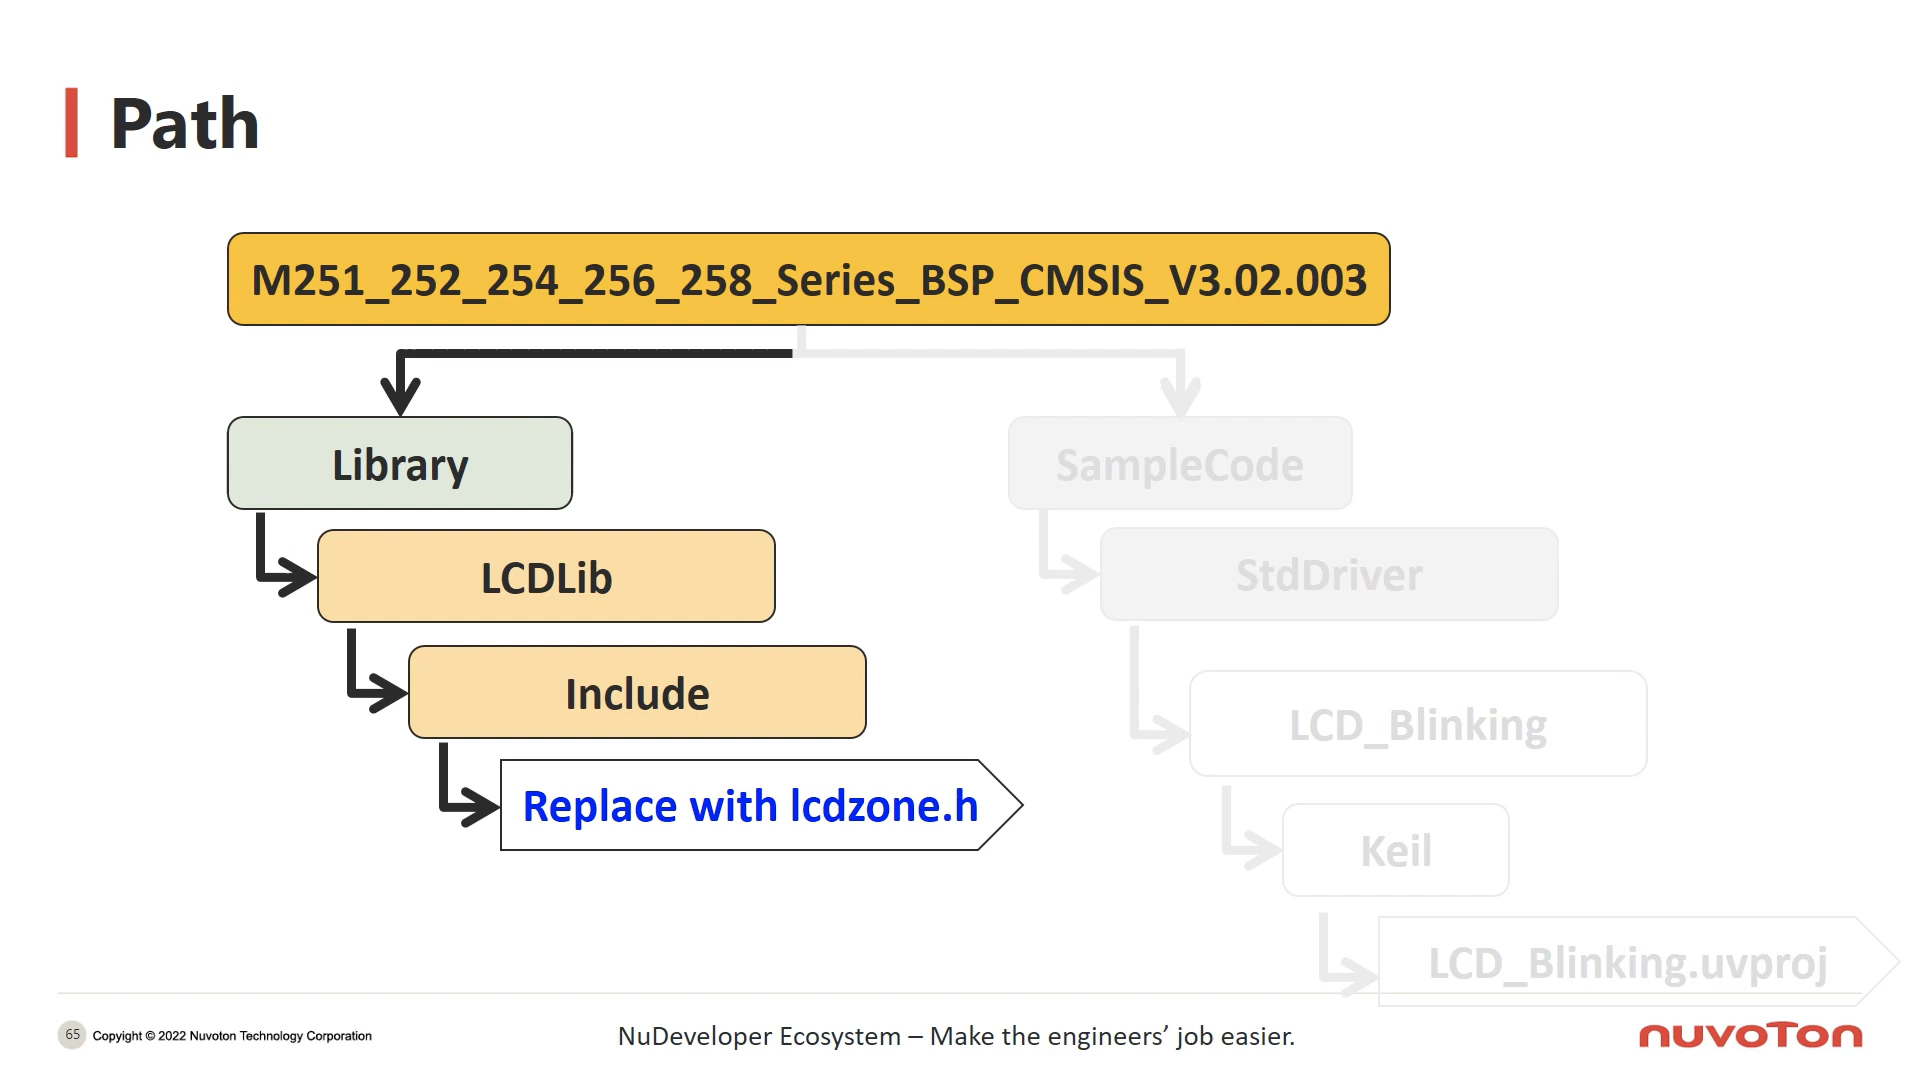 Path
M251_252_254_256_258_Series_BSP_CMSIS_V3.02.003
Library
LCDLib
Include
Replace with lcdzone.h
SampleCode
StdDriver
LCD_Blinking
Keil
LCD_Blinking.uvproj
65
Copyight © 2022 Nuvoton Technology Corporation
NuDeveloper Ecosystem – Make the engineers’ job easier.
nuvoTon